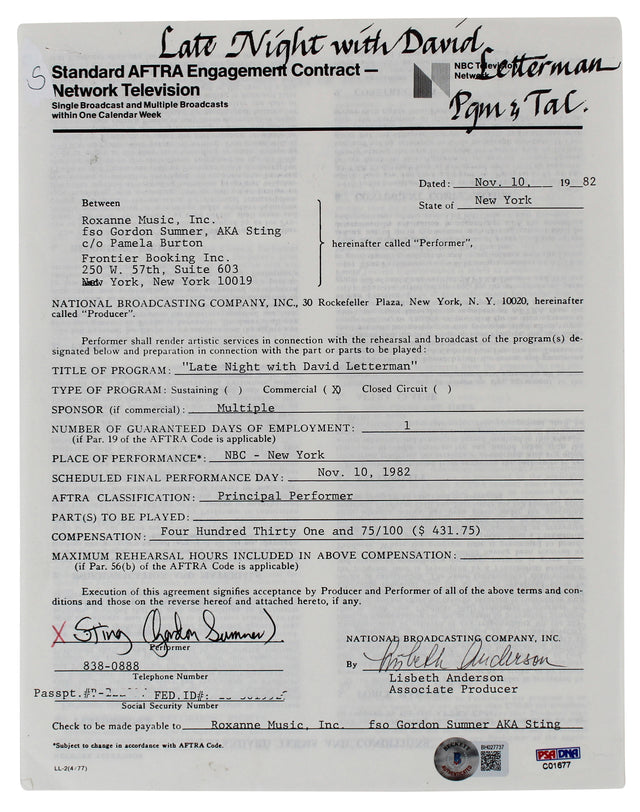 Late Night with David
Letterman
Pgm & Tal.
S
Standard AFTRA Engagement Contract —
Network Television
Single Broadcast and Multiple Broadcasts
within One Calendar Week
NBC Television
Network
Dated: Nov. 10, 19 82
State of New York
Between
Roxanne Music, Inc.
fso Gordon Sumner, AKA Sting
c/o Pamela Burton
Frontier Booking Inc.
250 W. 57th, Suite 603
New York, New York 10019
hereinafter called "Performer",
NATIONAL BROADCASTING COMPANY, INC., 30 Rockefeller Plaza, New York, N. Y. 10020, hereinafter
called "Producer".
Performer shall render artistic services in connection with the rehearsal and broadcast of the program(s) de-
signated below and preparation in connection with the part or parts to be played:
TITLE OF PROGRAM: "Late Night with David Letterman"
TYPE OF PROGRAM: Sustaining ( ) Commercial (X) Closed Circuit ( )
SPONSOR (if commercial): Multiple
NUMBER OF GUARANTEED DAYS OF EMPLOYMENT: 1
(if Par. 19 of the AFTRA Code is applicable)
PLACE OF PERFORMANCE*: NBC - New York
SCHEDULED FINAL PERFORMANCE DAY: Nov. 10, 1982
AFTRA CLASSIFICATION: Principal Performer
PART(S) TO BE PLAYED:
COMPENSATION: Four Hundred Thirty One and 75/100 ($ 431.75)
MAXIMUM REHEARSAL HOURS INCLUDED IN ABOVE COMPENSATION:
(if Par. 56(b) of the AFTRA Code is applicable)
Execution of this agreement signifies acceptance by Producer and Performer of all of the above terms and con-
ditions and those on the reverse hereof and attached hereto, if any.
X Sting (Gordon Sumner)
Performer
838-0888
Telephone Number
Passpt.#P- FED.ID#:
Social Security Number
NATIONAL BROADCASTING COMPANY, INC.
By Lisbeth Anderson
Lisbeth Anderson
Associate Producer
Check to be made payable to Roxanne Music, Inc. fso Gordon Sumner AKA Sting
*Subject to change in accordance with AFTRA Code.
LL-2(4-77)
BECKETT
AUTHENTICATED
BH027737
PSA DNA
C01677